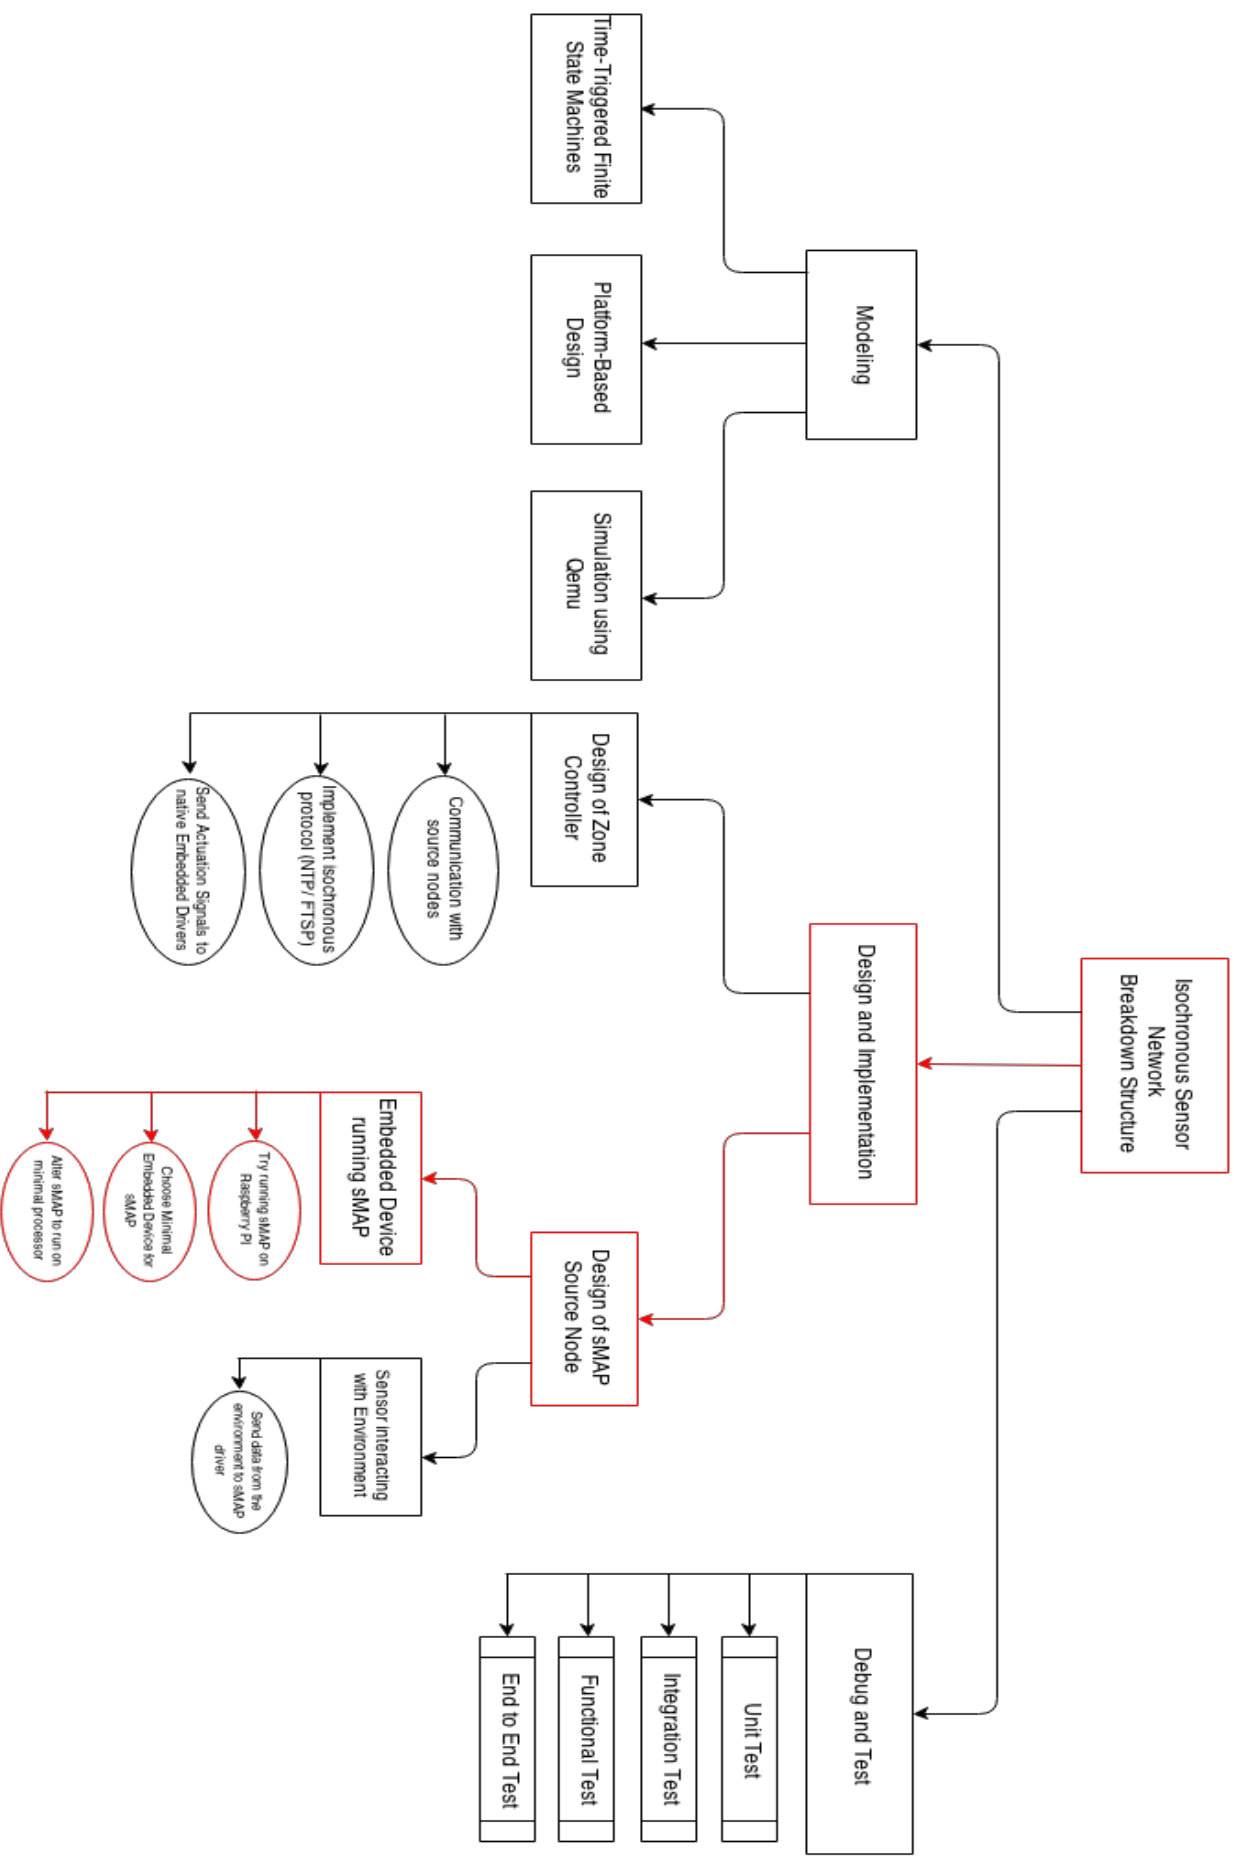 Isochronous Sensor
Network
Breakdown Structure
Modeling
Design and Implementation
Debug and Test
Time-Triggered Finite
State Machines
Platform-Based
Design
Simulation using
Qemu
Design of Zone
Controller
Communication with
source nodes
Implement isochronous
protocol (NTP/ FTSP)
Send Actuation Signals to
native Embedded Drivers
Design of sMAP
Source Node
Embedded Device
running sMAP
Try running sMAP on
Raspberry PI
Choose Minimal
Embedded Device for
sMAP
Alter sMAP to run on
minimal processor
Sensor interacting
with Environment
Send data from the
environment to sMAP
driver
Unit Test
Integration Test
Functional Test
End to End Test